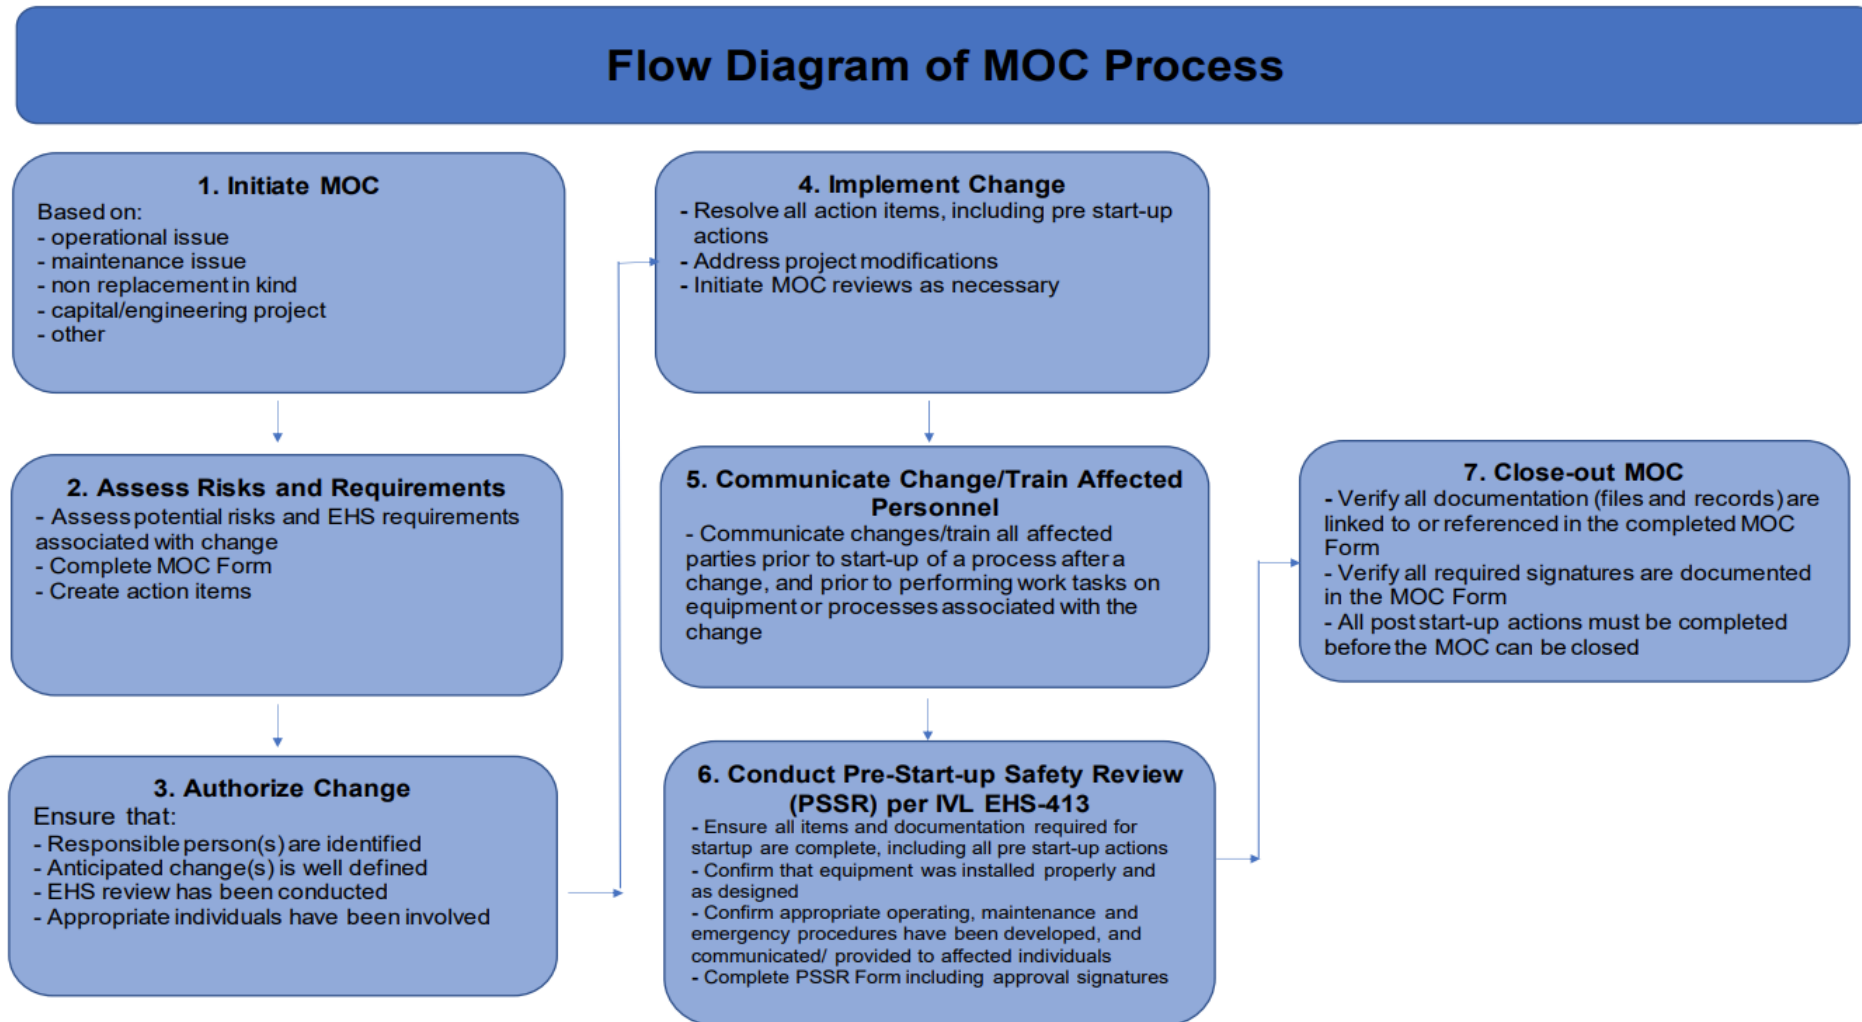 Flow Diagram of MOC Process
1. Initiate MOC
Based on:
- operational issue
- maintenance issue
- non replacement in kind
- capital/engineering project
- other
2. Assess Risks and Requirements
- Assess potential risks and EHS requirements
associated with change
- Complete MOC Form
- Create action items
3. Authorize Change
Ensure that:
- Responsible person(s) are identified
- Anticipated change(s) is well defined
- EHS review has been conducted
- Appropriate individuals have been involved
4. Implement Change
- Resolve all action items, including pre start-up
actions
- Address project modifications
- Initiate MOC reviews as necessary
5. Communicate Change/Train Affected
Personnel
- Communicate changes/train all affected
parties prior to start-up of a process after a
change, and prior to performing work tasks on
equipment or processes associated with the
change
6. Conduct Pre-Start-up Safety Review
(PSSR) per IVL EHS-413
- Ensure all items and documentation required for
startup are complete, including all pre start-up actions
- Confirm that equipment was installed properly and
as designed
- Confirm appropriate operating, maintenance and
emergency procedures have been developed, and
communicated/ provided to affected individuals
- Complete PSSR Form including approval signatures
7. Close-out MOC
- Verify all documentation (files and records) are
linked to or referenced in the completed MOC
Form
- Verify all required signatures are documented
in the MOC Form
- All post start-up actions must be completed
before the MOC can be closed